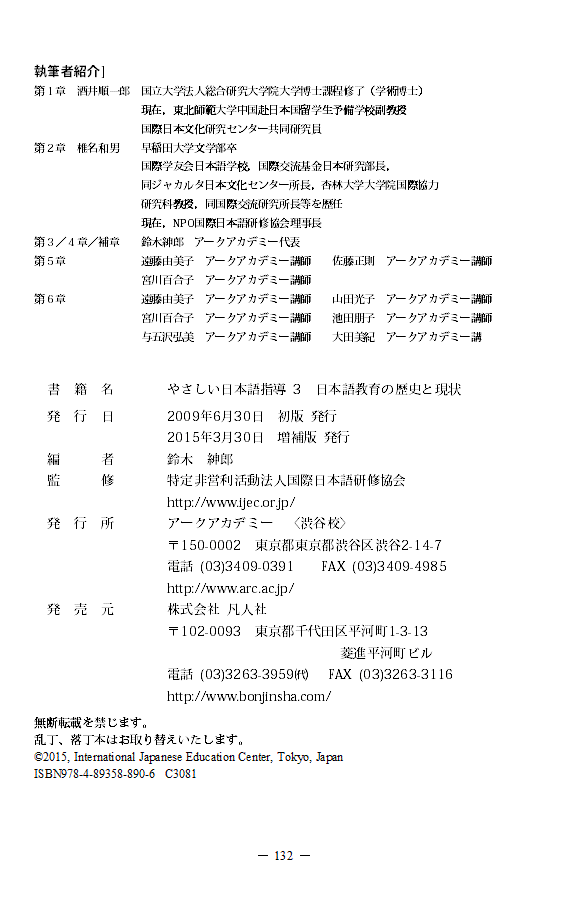 執筆者紹介]
第１章　酒井順一郎　国立大学法人総合研究大学院大学博士課程修了（学術博士）
現在，東北師範大学中国赴日本国留学生予備学校副教授
国際日本文化研究センター共同研究員
第２章　椎名和男　早稲田大学文学部卒
国際学友会日本語学校，国際交流基金日本研究部長，
同ジャカルタ日本文化センター所長，杏林大学大学院国際協力
研究科教授，同国際交流研究所長等を歴任
現在，NPO国際日本語研修協会理事長
第３／４章／補章　鈴木紳郎　アークアカデミー代表
第５章　遠藤由美子　アークアカデミー講師　佐藤正則　アークアカデミー講師
宮川百合子　アークアカデミー講師
第６章　遠藤由美子　アークアカデミー講師　山田光子　アークアカデミー講師
宮川百合子　アークアカデミー講師　池田朋子　アークアカデミー講師
与五沢弘美　アークアカデミー講師　大田美紀　アークアカデミー講
書　籍　名　やさしい日本語指導 3　日本語教育の歴史と現状
発　行　日　2009年6月30日　初版 発行
2015年3月30日　増補版 発行
編　　　者　鈴木　紳郎
監　　　修　特定非営利活動法人国際日本語研修協会
http://www.ijec.or.jp/
発　行　所　アークアカデミー　〈渋谷校〉
〒150-0002　東京都東京都渋谷区渋谷2-14-7
電話 (03)3409-0391　FAX (03)3409-4985
http://www.arc.ac.jp/
発　売　元　株式会社 凡人社
〒102-0093　東京都千代田区平河町1-3-13
菱進平河町ビル
電話 (03)3263-3959㈹　FAX (03)3263-3116
http://www.bonjinsha.com/
無断転載を禁じます。
乱丁、落丁本はお取り替えいたします。
©2015, International Japanese Education Center, Tokyo, Japan
ISBN978-4-89358-890-6　C3081
― 132 ―